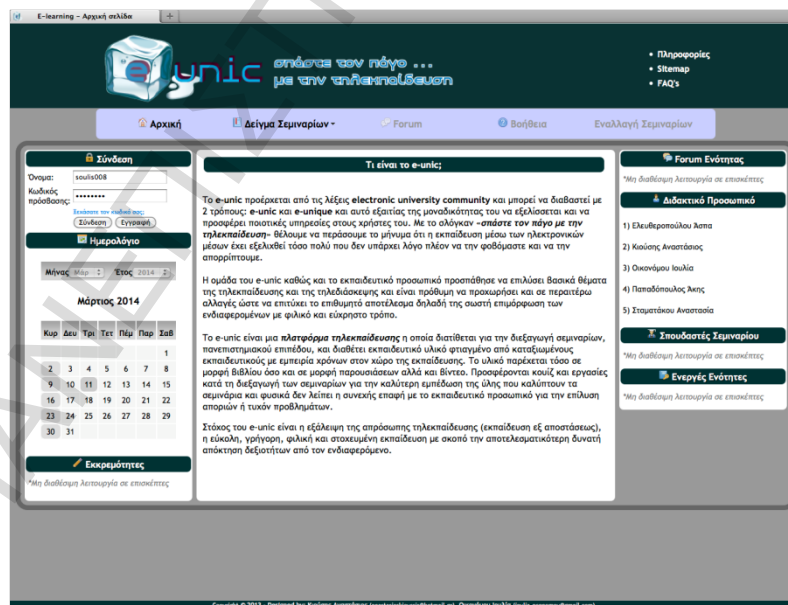 E-learning - Αρχική σελίδα
e-unic
σπάστε τον πάγο ...
με την τηλεκπαίδευση
• Πληροφορίες
• Sitemap
• FAQ's
Αρχική
Δείγμα Σεμιναρίων
Forum
Βοήθεια
Εναλλαγή Σεμιναρίων
Σύνδεση
Όνομα: soulis008
Κωδικός
πρόσβασης: ••••••••
Ξεχάσατε τον κωδικό σας;
Σύνδεση Εγγραφή
Ημερολόγιο
Μήνας Μαρ Έτος 2014
Μάρτιος 2014
Κυρ Δευ Τρι Τετ Πέμ Παρ Σαβ
1
2 3 4 5 6 7 8
9 10 11 12 13 14 15
16 17 18 19 20 21 22
23 24 25 26 27 28 29
30 31
Εκκρεμότητες
*Μη διαθέσιμη λειτουργία σε επισκέπτες
Τι είναι το e-unic;
Το e-unic προέρχεται από τις λέξεις electronic university community και μπορεί να διαβαστεί με
2 τρόπους: e-unic και e-unique και αυτό εξαιτίας της μοναδικότητας του να εξελίσσεται και να
προσφέρει ποιοτικές υπηρεσίες στους χρήστες του. Με το σλόγκαν -σπάστε τον πάγο με την
τηλεκπαίδευση- θέλουμε να περάσουμε το μήνυμα ότι η εκπαίδευση μέσω των ηλεκτρονικών
μέσων έχει εξελιχθεί τόσο πολύ που δεν υπάρχει λόγο πλέον να την φοβόμαστε και να την
απορρίπτουμε.
Η ομάδα του e-unic καθώς και το εκπαιδευτικό προσωπικό προσπάθησε να επιλύσει βασικά θέματα
της τηλεκπαίδευσης και της τηλεδιάσκεψης και είναι πρόθυμη να προχωρήσει και σε περαιτέρω
αλλαγές ώστε να επιτύχει το επιθυμητό αποτέλεσμα δηλαδή της σωστή επιμόρφωση των
ενδιαφερομένων με φιλικό και εύχρηστο τρόπο.
Το e-unic είναι μια πλατφόρμα τηλεκπαίδευσης η οποία διατίθεται για την διεξαγωγή σεμιναρίων,
πανεπιστημιακού επιπέδου, και διαθέτει εκπαιδευτικό υλικό φτιαγμένο από καταξιωμένους
εκπαιδευτικούς με εμπειρία χρόνων στον χώρο της εκπαίδευσης. Το υλικό παρέχεται τόσο σε
μορφή βιβλίου όσο και σε μορφή παρουσιάσεων αλλά και βίντεο. Προσφέρονται κουίζ και εργασίες
κατά τη διεξαγωγή των σεμιναρίων για την καλύτερη εμπέδωση της ύλης που καλύπτουν τα
σεμινάρια και φυσικά δεν λείπει η συνεχής επαφή με το εκπαιδευτικό προσωπικό για την επίλυση
αποριών ή τυχόν προβλημάτων.
Στόχος του e-unic είναι η εξάλειψη της απρόσωπης τηλεκπαίδευσης (εκπαίδευση εξ αποστάσεως),
η εύκολη, γρήγορη, φιλική και στοχευμένη εκπαίδευση με σκοπό την αποτελεσματικότερη δυνατή
απόκτηση δεξιοτήτων από τον ενδιαφερόμενο.
Forum Ενότητας
*Μη διαθέσιμη λειτουργία σε επισκέπτες
Διδακτικό Προσωπικό
1) Ελευθεροπούλου Άσπα
2) Κιούσης Αναστάσιος
3) Οικονόμου Ιουλία
4) Παπαδόπουλος Άκης
5) Σταματάκου Αναστασία
Σπουδαστές Σεμιναρίου
*Μη διαθέσιμη λειτουργία σε επισκέπτες
Ενεργές Ενότητες
*Μη διαθέσιμη λειτουργία σε επισκέπτες